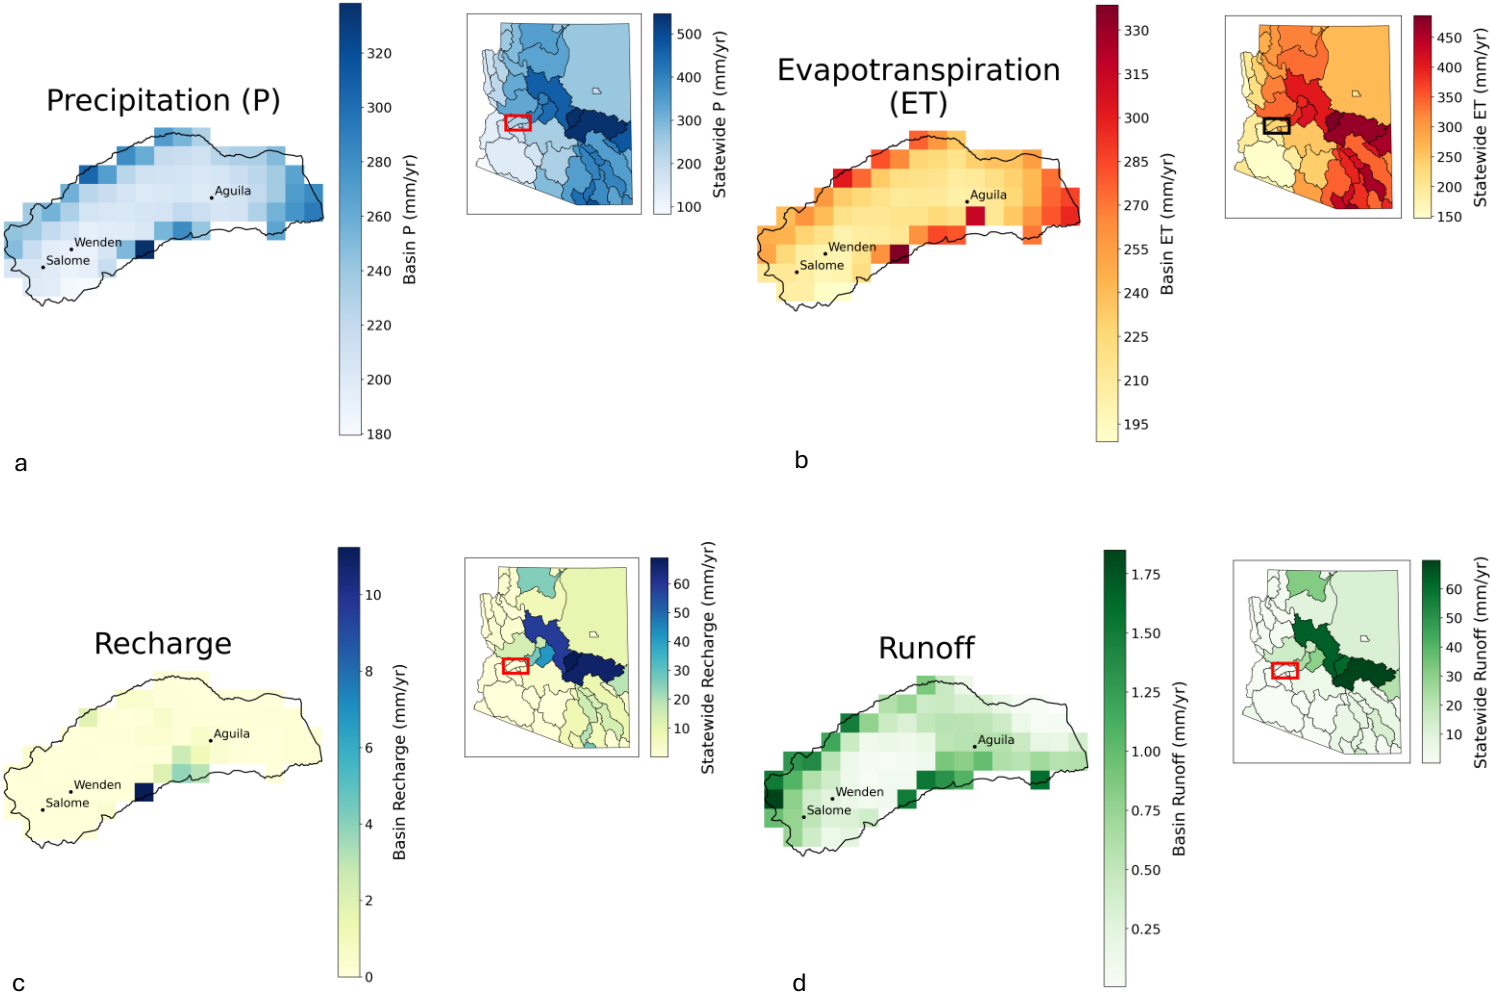 Precipitation (P)
Aguila
Wenden
Salome
320
300
280
260
240
220
200
180
Basin P (mm/yr)
500
400
300
200
100
Statewide P (mm/yr)
a
Evapotranspiration
(ET)
Aguila
Wenden
Salome
330
315
300
285
270
255
240
225
210
195
Basin ET (mm/yr)
450
400
350
300
250
200
150
Statewide ET (mm/yr)
b
Recharge
Aguila
Wenden
Salome
10
8
6
4
2
0
Basin Recharge (mm/yr)
60
50
40
30
20
10
Statewide Recharge (mm/yr)
c
Runoff
Aguila
Wenden
Salome
1.75
1.50
1.25
1.00
0.75
0.50
0.25
Basin Runoff (mm/yr)
60
50
40
30
20
10
Statewide Runoff (mm/yr)
d